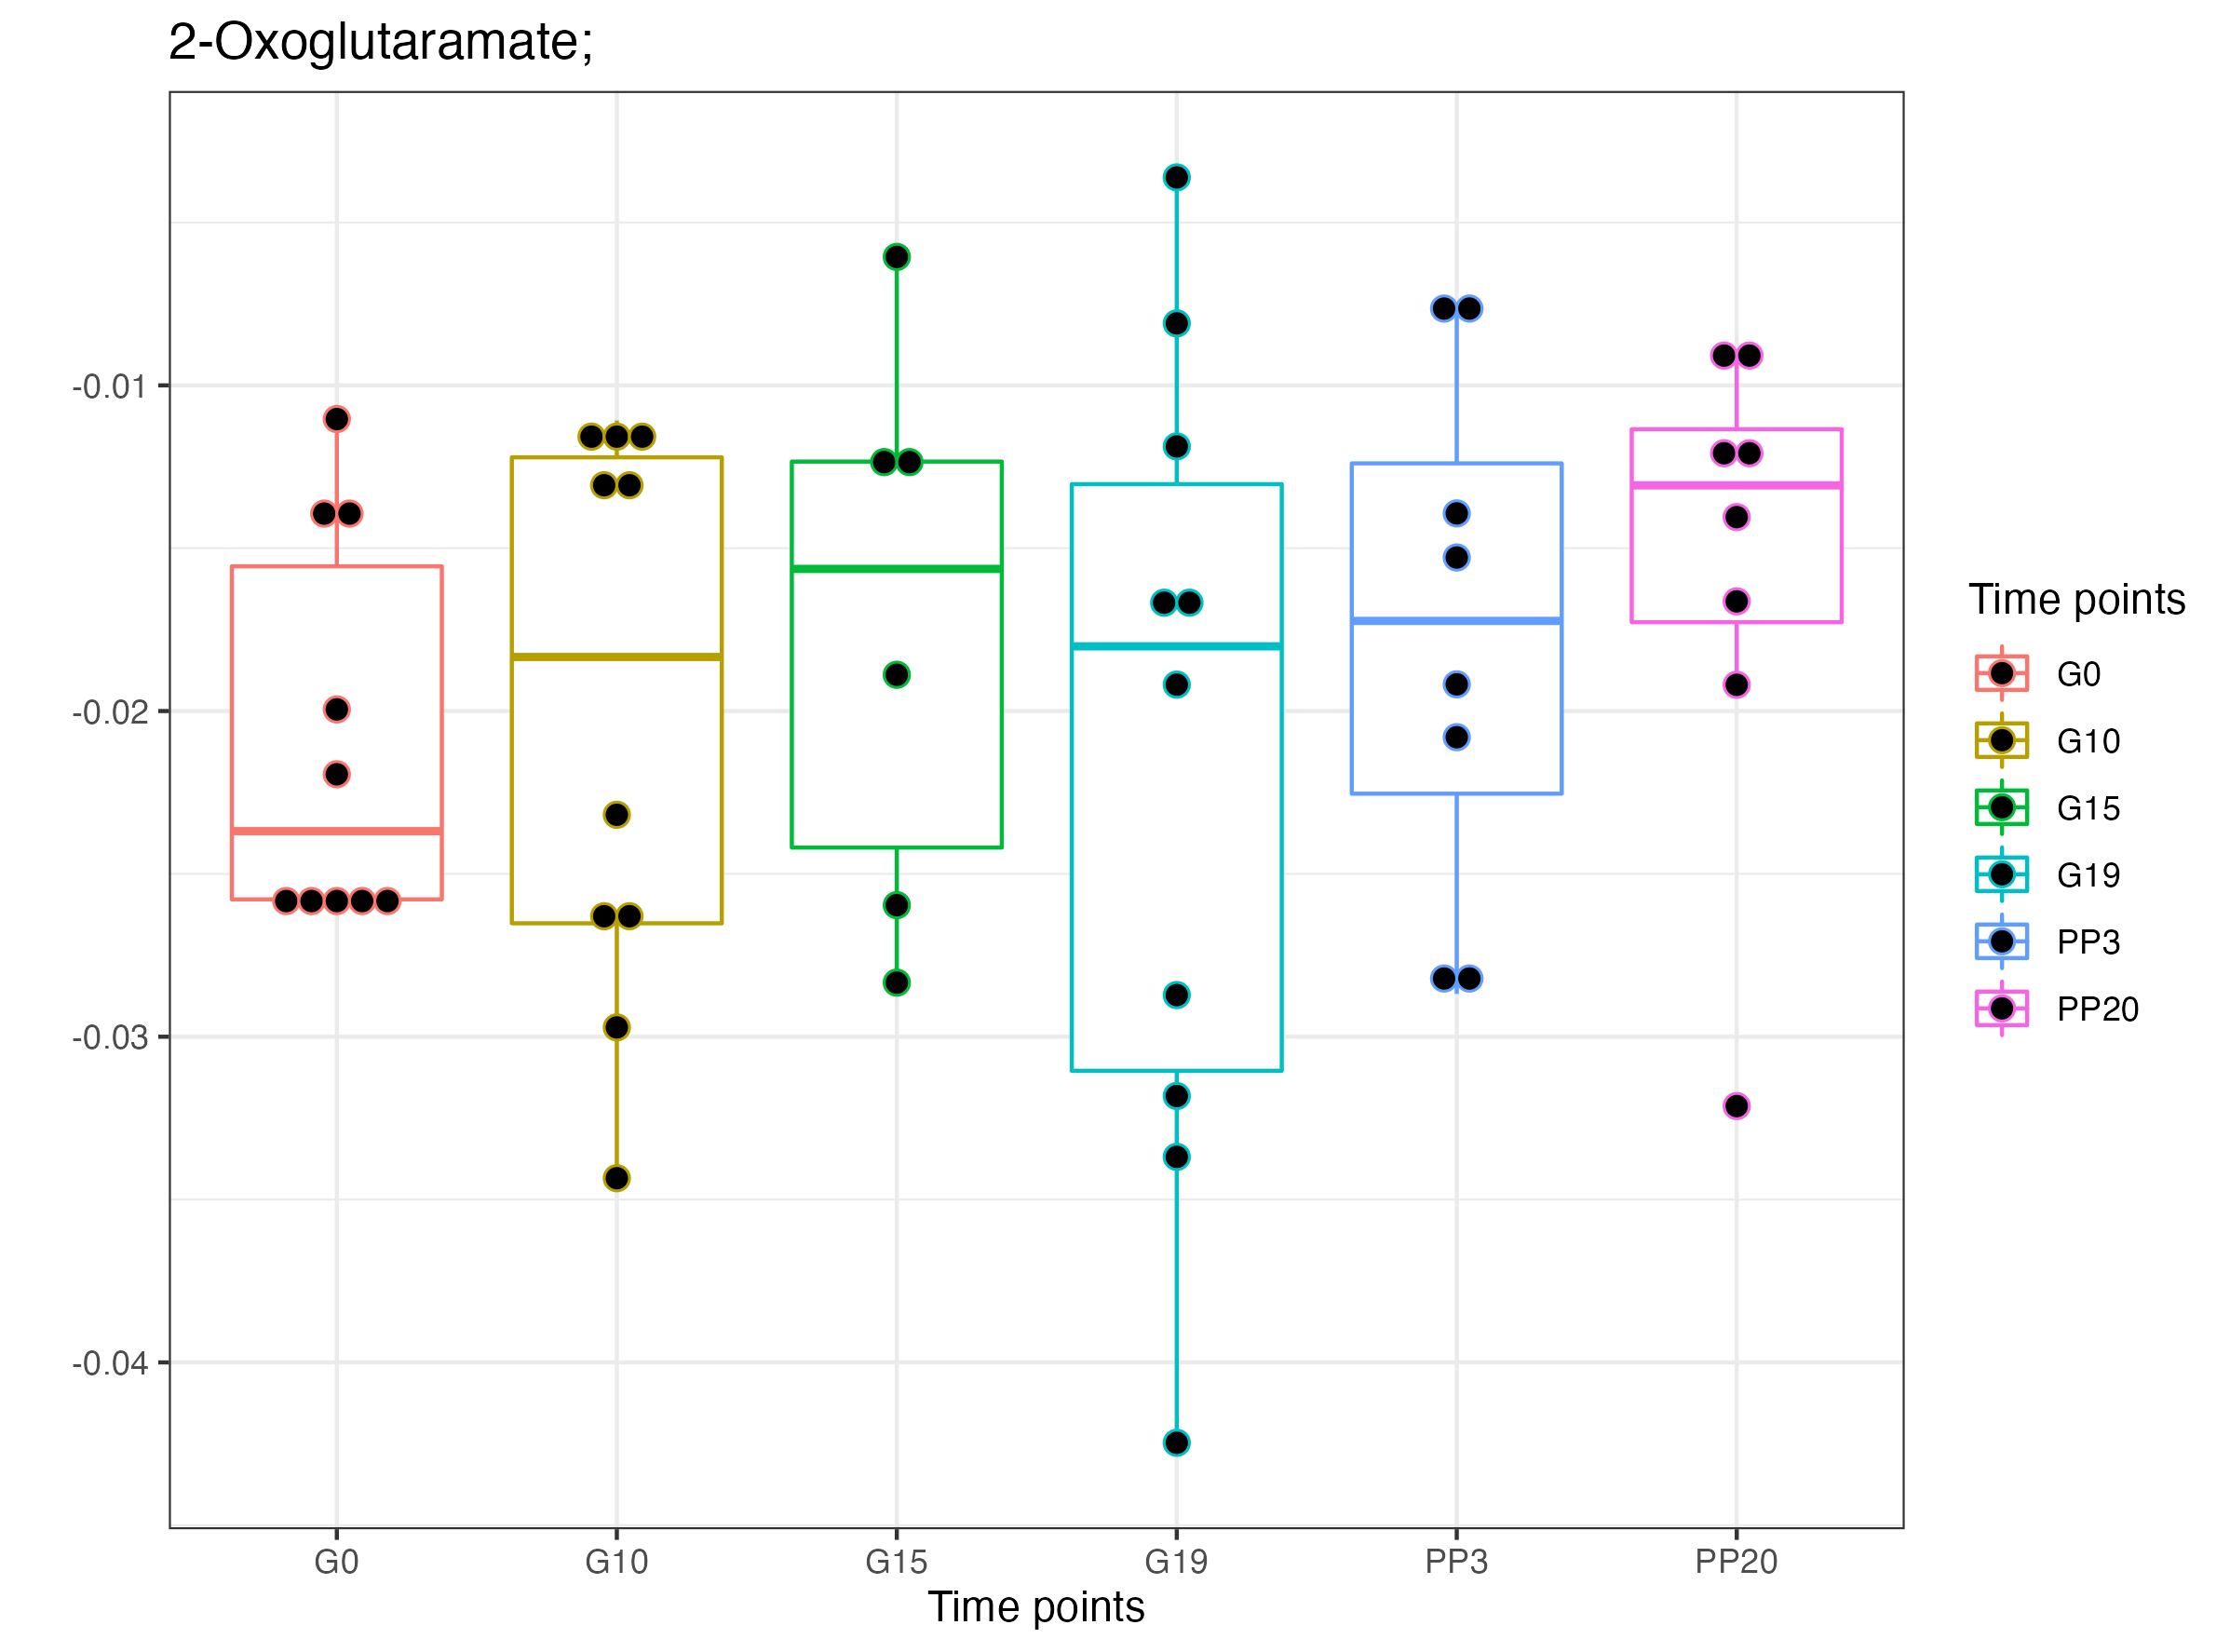 2-Oxoglutaramate;
-0.01
-0.02
-0.03
-0.04
G0 G10 G15 G19 PP3 PP20
Time points
Time points
G0
G10
G15
G19
PP3
PP20